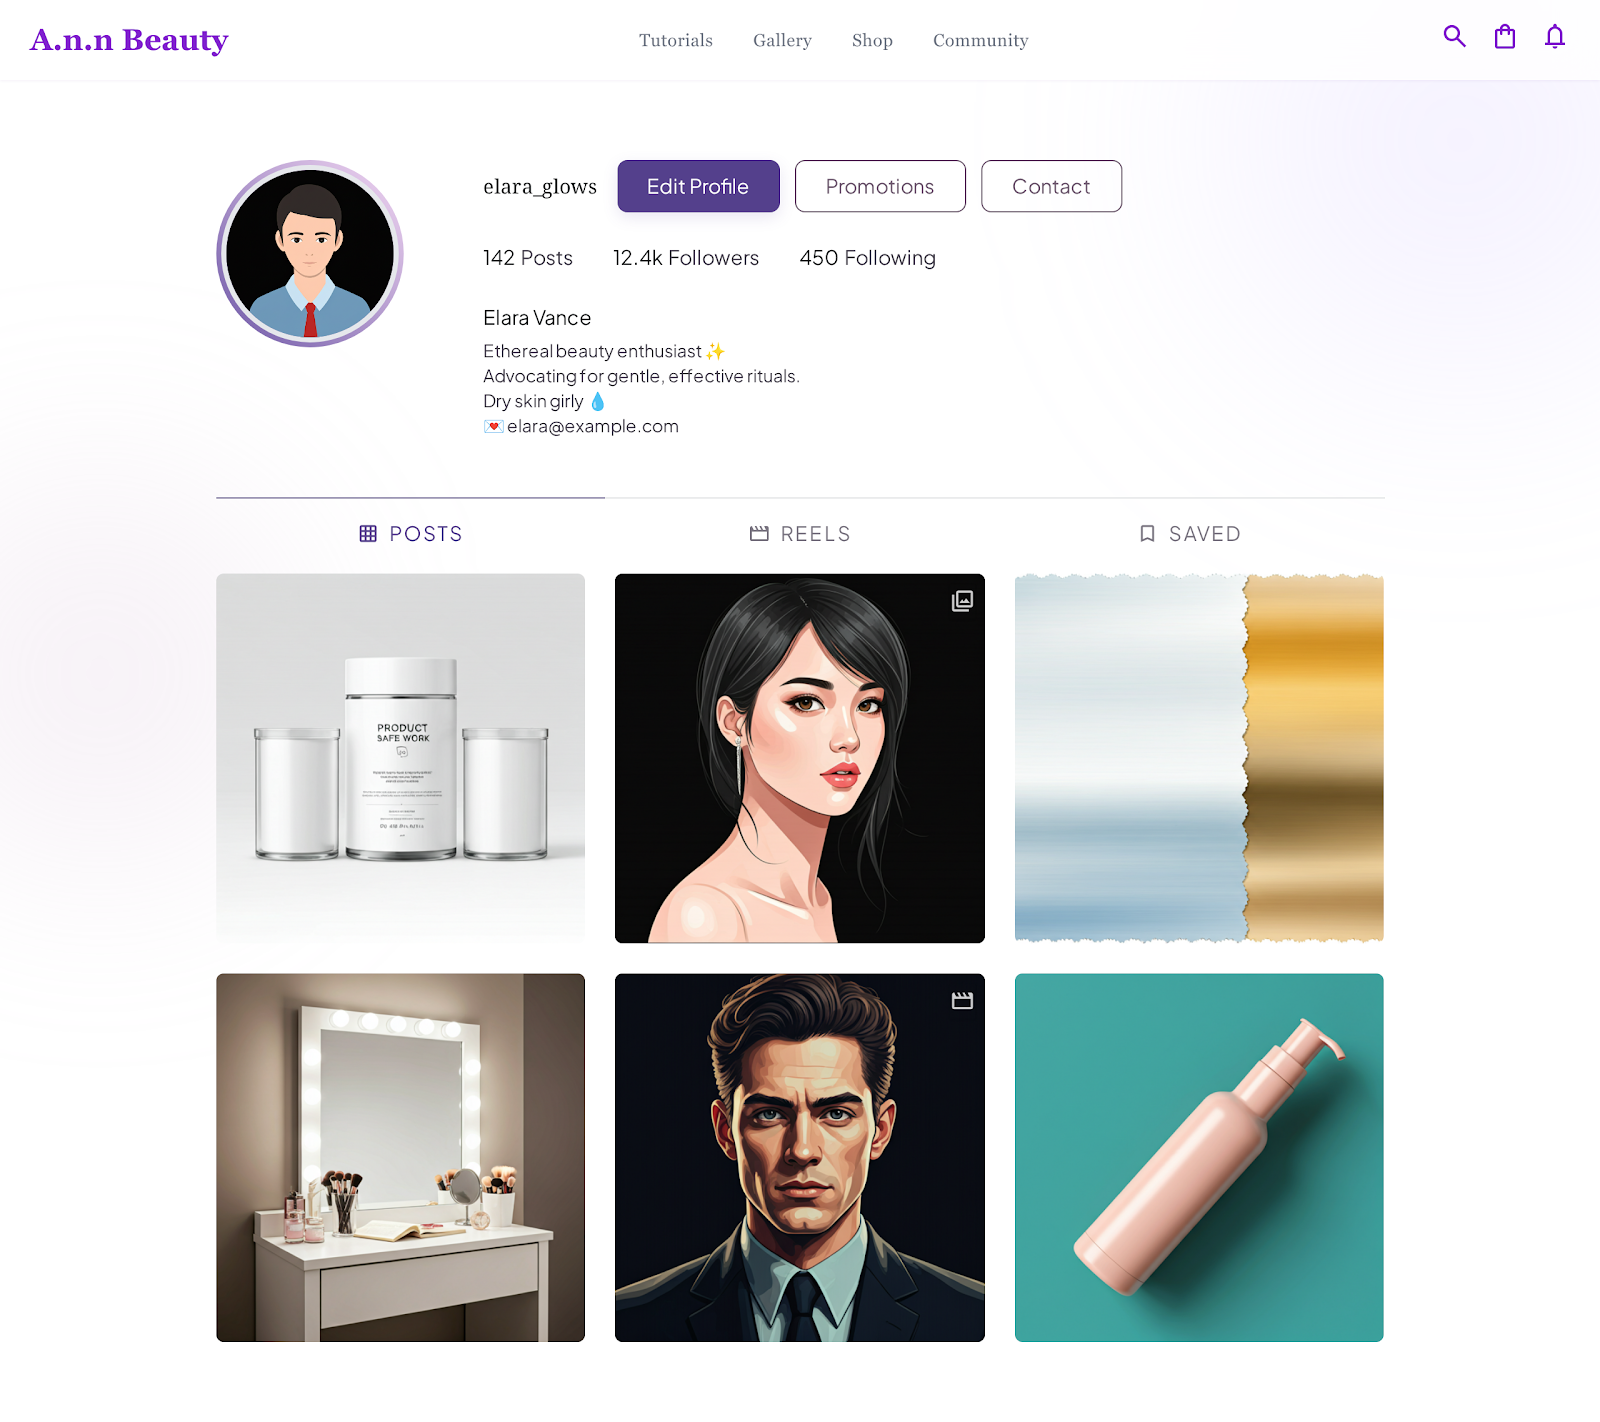 A.n.n Beauty
Tutorials Gallery Shop Community
elara_glows Edit Profile Promotions Contact
142 Posts 12.4k Followers 450 Following
Elara Vance
Ethereal beauty enthusiast ✨
Advocating for gentle, effective rituals.
Dry skin girly 💧
💌 elara@example.com
POSTS REELS SAVED
PRODUCT
SAFE WORK